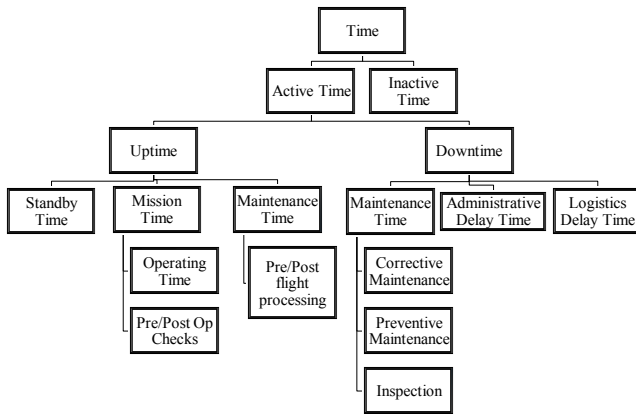 Time
Active Time
Inactive
Time
Uptime
Downtime
Standby
Time
Mission
Time
Maintenance
Time
Maintenance
Time
Administrative
Delay Time
Logistics
Delay Time
Operating
Time
Pre/Post
flight
processing
Corrective
Maintenance
Pre/Post Op
Checks
Preventive
Maintenance
Inspection